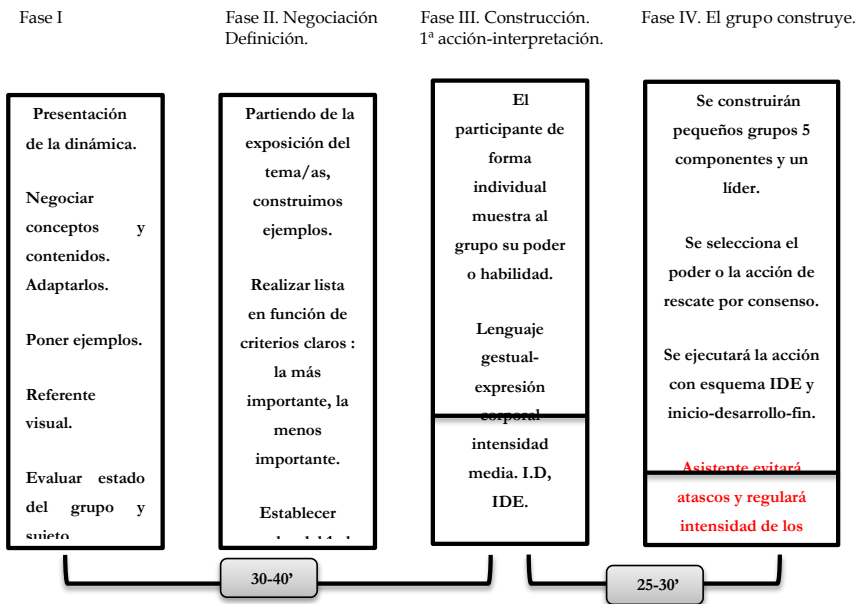 Fase I
Fase II. Negociación
Definición.
Fase III. Construcción.
1ª acción-interpretación.
Fase IV. El grupo construye.
Presentación
de la dinámica.
Negociar
conceptos y
contenidos.
Adaptarlos.
Poner ejemplos.
Referente
visual.
Evaluar estado
del grupo y
sujeto
Partiendo de la
exposición del
tema/as,
construimos
ejemplos.
Realizar lista
en función de
criterios claros :
la más
importante, la
menos
importante.
Establecer
El
participante de
forma
individual
muestra al
grupo su poder
o habilidad.
Lenguaje
gestual-
expresión
corporal
intensidad
media. I.D,
IDE.
Se construirán
pequeños grupos 5
componentes y un
líder.
Se selecciona el
poder o la acción de
rescate por consenso.
Se ejecutará la acción
con esquema IDE y
inicio-desarrollo-fin.
Asistente evitará
atascos y regulará
intensidad de los
30-40’
25-30’